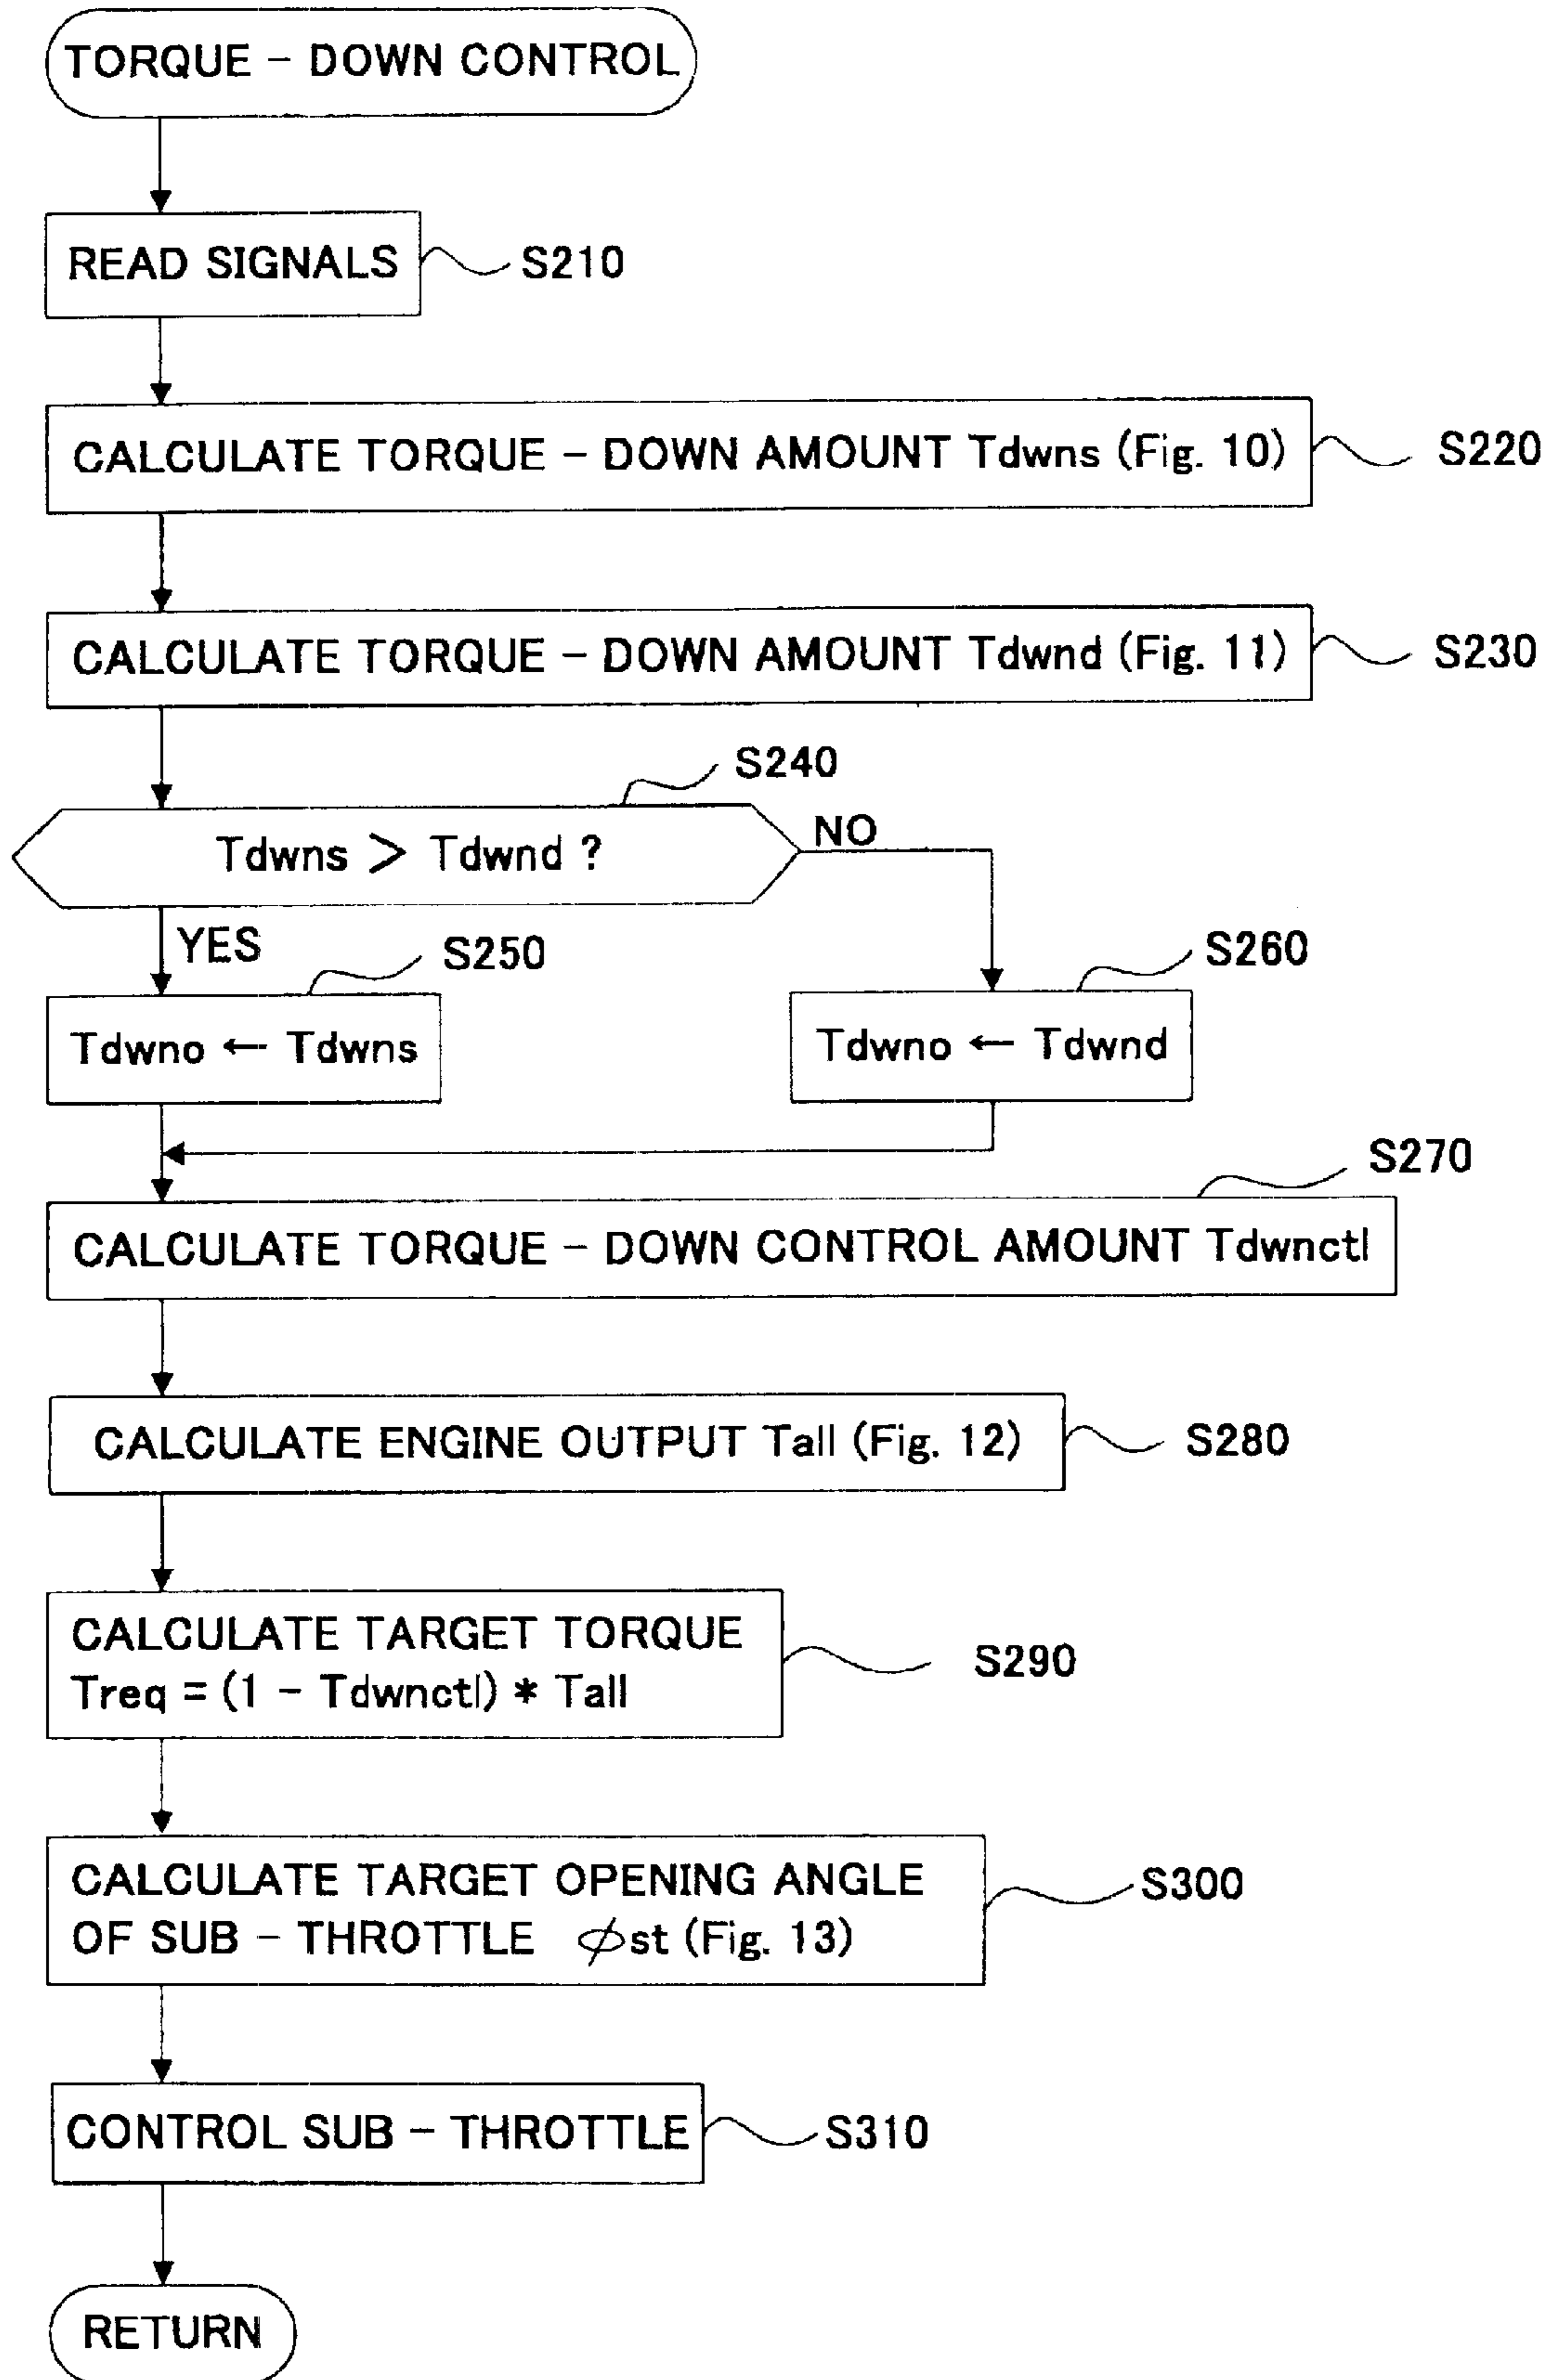 TORQUE - DOWN CONTROL
READ SIGNALS
S210
CALCULATE TORQUE - DOWN AMOUNT Tdwns (Fig. 10)
S220
CALCULATE TORQUE - DOWN AMOUNT Tdwnd (Fig. 11)
S230
S240
Tdwns > Tdwnd ?
NO
YES
S250
S260
Tdwno ← Tdwns
Tdwno ← Tdwnd
S270
CALCULATE TORQUE - DOWN CONTROL AMOUNT Tdwnctl
CALCULATE ENGINE OUTPUT Tall (Fig. 12)
S280
CALCULATE TARGET TORQUE
Treq = (1 - Tdwnctl) * Tall
S290
CALCULATE TARGET OPENING ANGLE
OF SUB - THROTTLE ϕst (Fig. 13)
S300
CONTROL SUB - THROTTLE
S310
RETURN